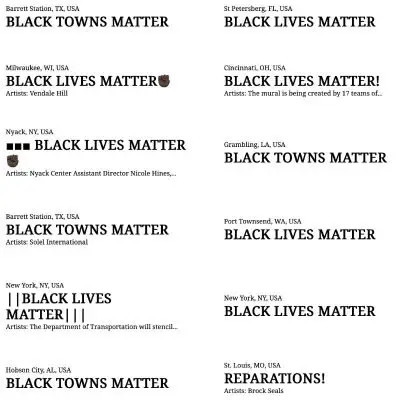 Barrett Station, TX, USA
BLACK TOWNS MATTER
Milwaukee, WI, USA
BLACK LIVES MATTER✊🏿
Artists: Vendale Hill
Nyack, NY, USA
■■■ BLACK LIVES MATTER
✊🏿
Artists: Nyack Center Assistant Director Nicole Hines,...
Barrett Station, TX, USA
BLACK TOWNS MATTER
Artists: Solel International
New York, NY, USA
||BLACK LIVES
MATTER|||
Artists: The Department of Transportation will stencil...
Hobson City, AL, USA
BLACK TOWNS MATTER
St Petersberg, FL, USA
BLACK LIVES MATTER
Cincinnati, OH, USA
BLACK LIVES MATTER!
Artists: The mural is being created by 17 teams of...
Grambling, LA, USA
BLACK TOWNS MATTER
Port Townsend, WA, USA
BLACK LIVES MATTER
New York, NY, USA
BLACK LIVES MATTER
St. Louis, MO, USA
REPARATIONS!
Artists: Brock Seals